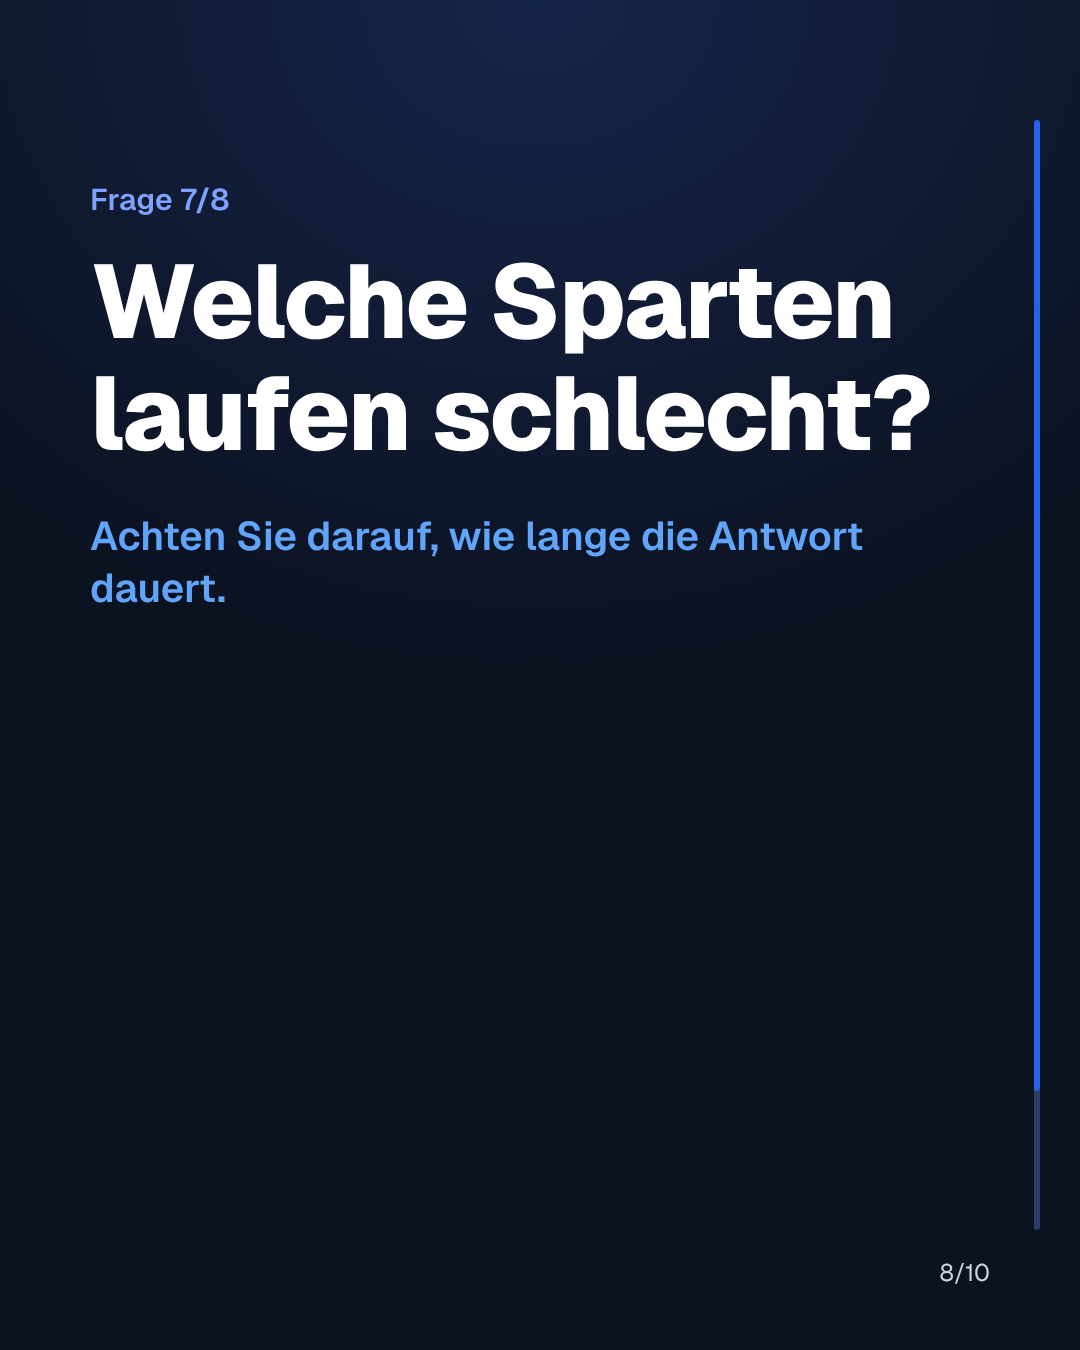 Frage 7/8
Welche Sparten
laufen schlecht?
Achten Sie darauf, wie lange die Antwort
dauert.
8/10